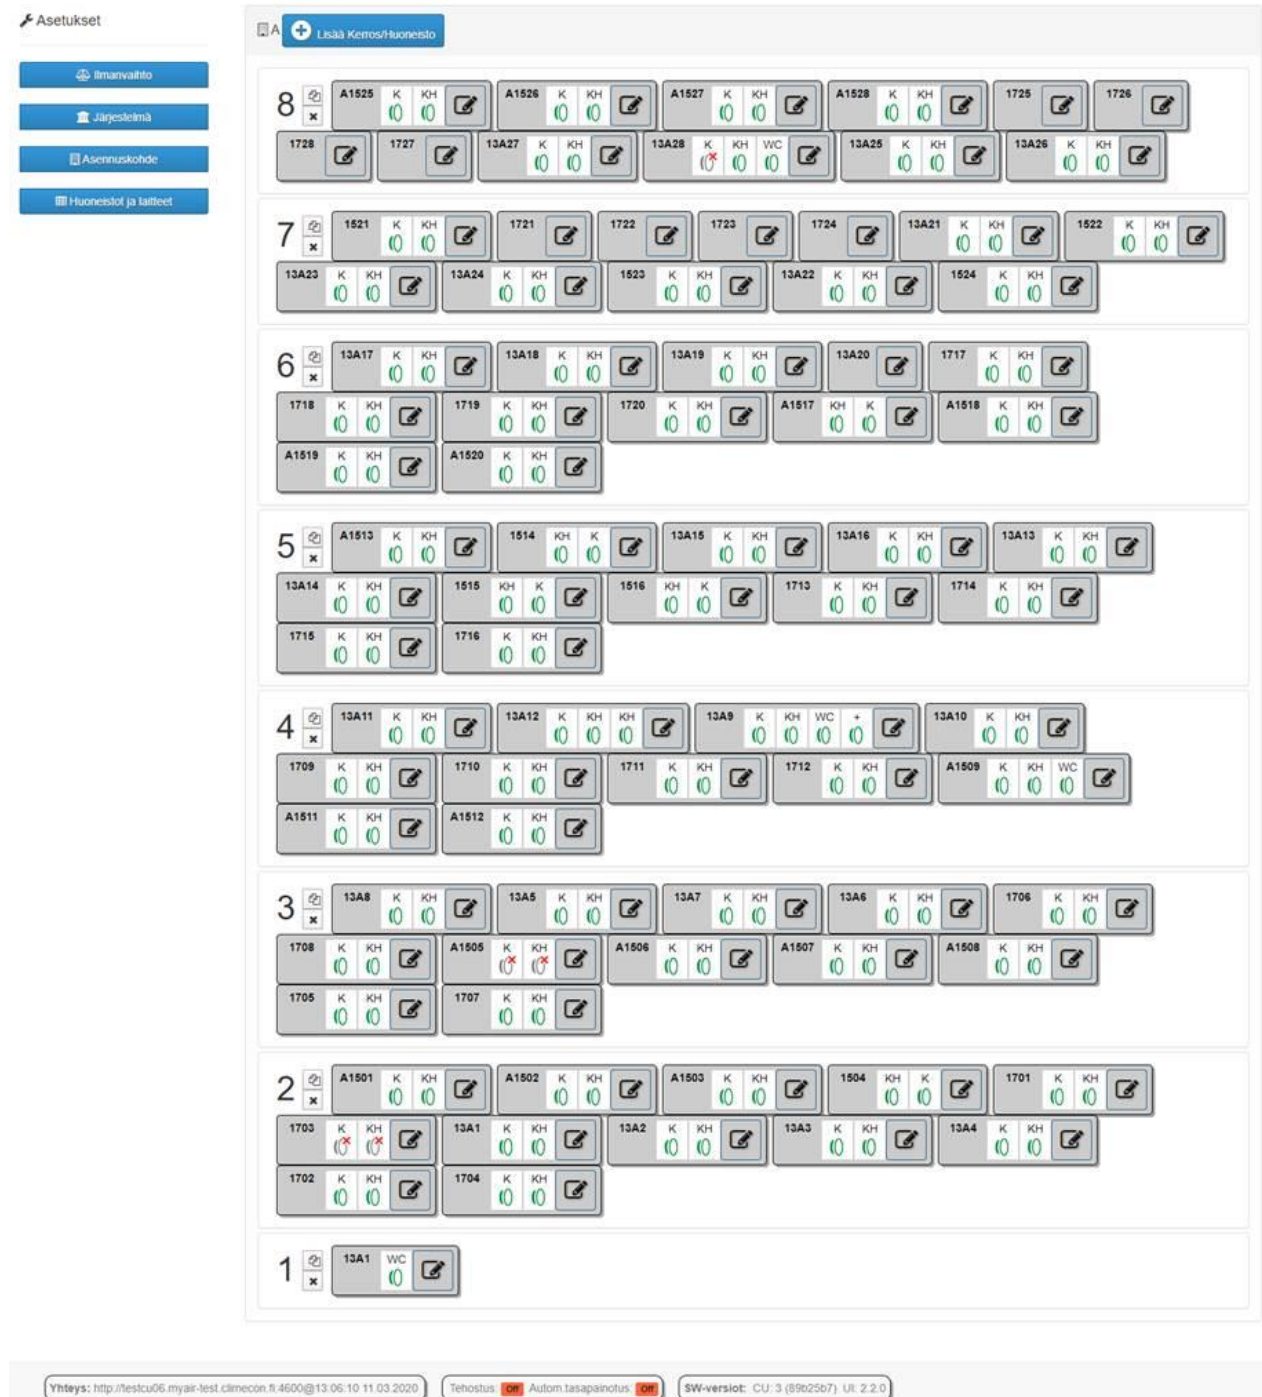 Asetukset
Ilmanvaihto
Järjestelmä
Asennuskohde
Huoneistot ja laitteet
A Lisää Kerros/Huoneisto
8 A1525 K KH A1526 K KH A1527 K KH A1528 K KH 1725 1726
1728 1727 13A27 K KH 13A28 K KH WC 13A25 K KH 13A26 K KH
7 1521 K KH 1721 1722 1723 1724 13A21 K KH 1522 K KH
13A23 K KH 13A24 K KH 1523 K KH 13A22 K KH 1524 K KH
6 13A17 K KH 13A18 K KH 13A19 K KH 13A20 1717 K KH
1718 K KH 1719 K KH 1720 K KH A1517 KH K A1518 K KH
A1519 K KH A1520 K KH
5 A1513 K KH 1514 KH K 13A15 K KH 13A16 K KH 13A13 K KH
13A14 K KH 1515 KH K 1516 KH K 1713 K KH 1714 K KH
1715 K KH 1716 K KH
4 13A11 K KH 13A12 K KH KH 13A9 K KH WC + 13A10 K KH
1709 K KH 1710 K KH 1711 K KH 1712 K KH A1509 K KH WC
A1511 K KH A1512 K KH
3 13A8 K KH 13A5 K KH 13A7 K KH 13A6 K KH 1706 K KH
1708 K KH A1505 K KH A1506 K KH A1507 K KH A1508 K KH
1705 K KH 1707 K KH
2 A1501 K KH A1502 K KH A1503 K KH 1504 KH K 1701 K KH
1703 K KH 13A1 K KH 13A2 K KH 13A3 K KH 13A4 K KH
1702 K KH 1704 K KH
1 13A1 WC
Yhteys: http://testcu06.myair-test.climecon.fi:4600@13:06:10 11.03.2020 Tehostus: Off Autom.tasapainotus: Off SW-versiot: CU: 3 (89b25b7) UI: 2.2.0